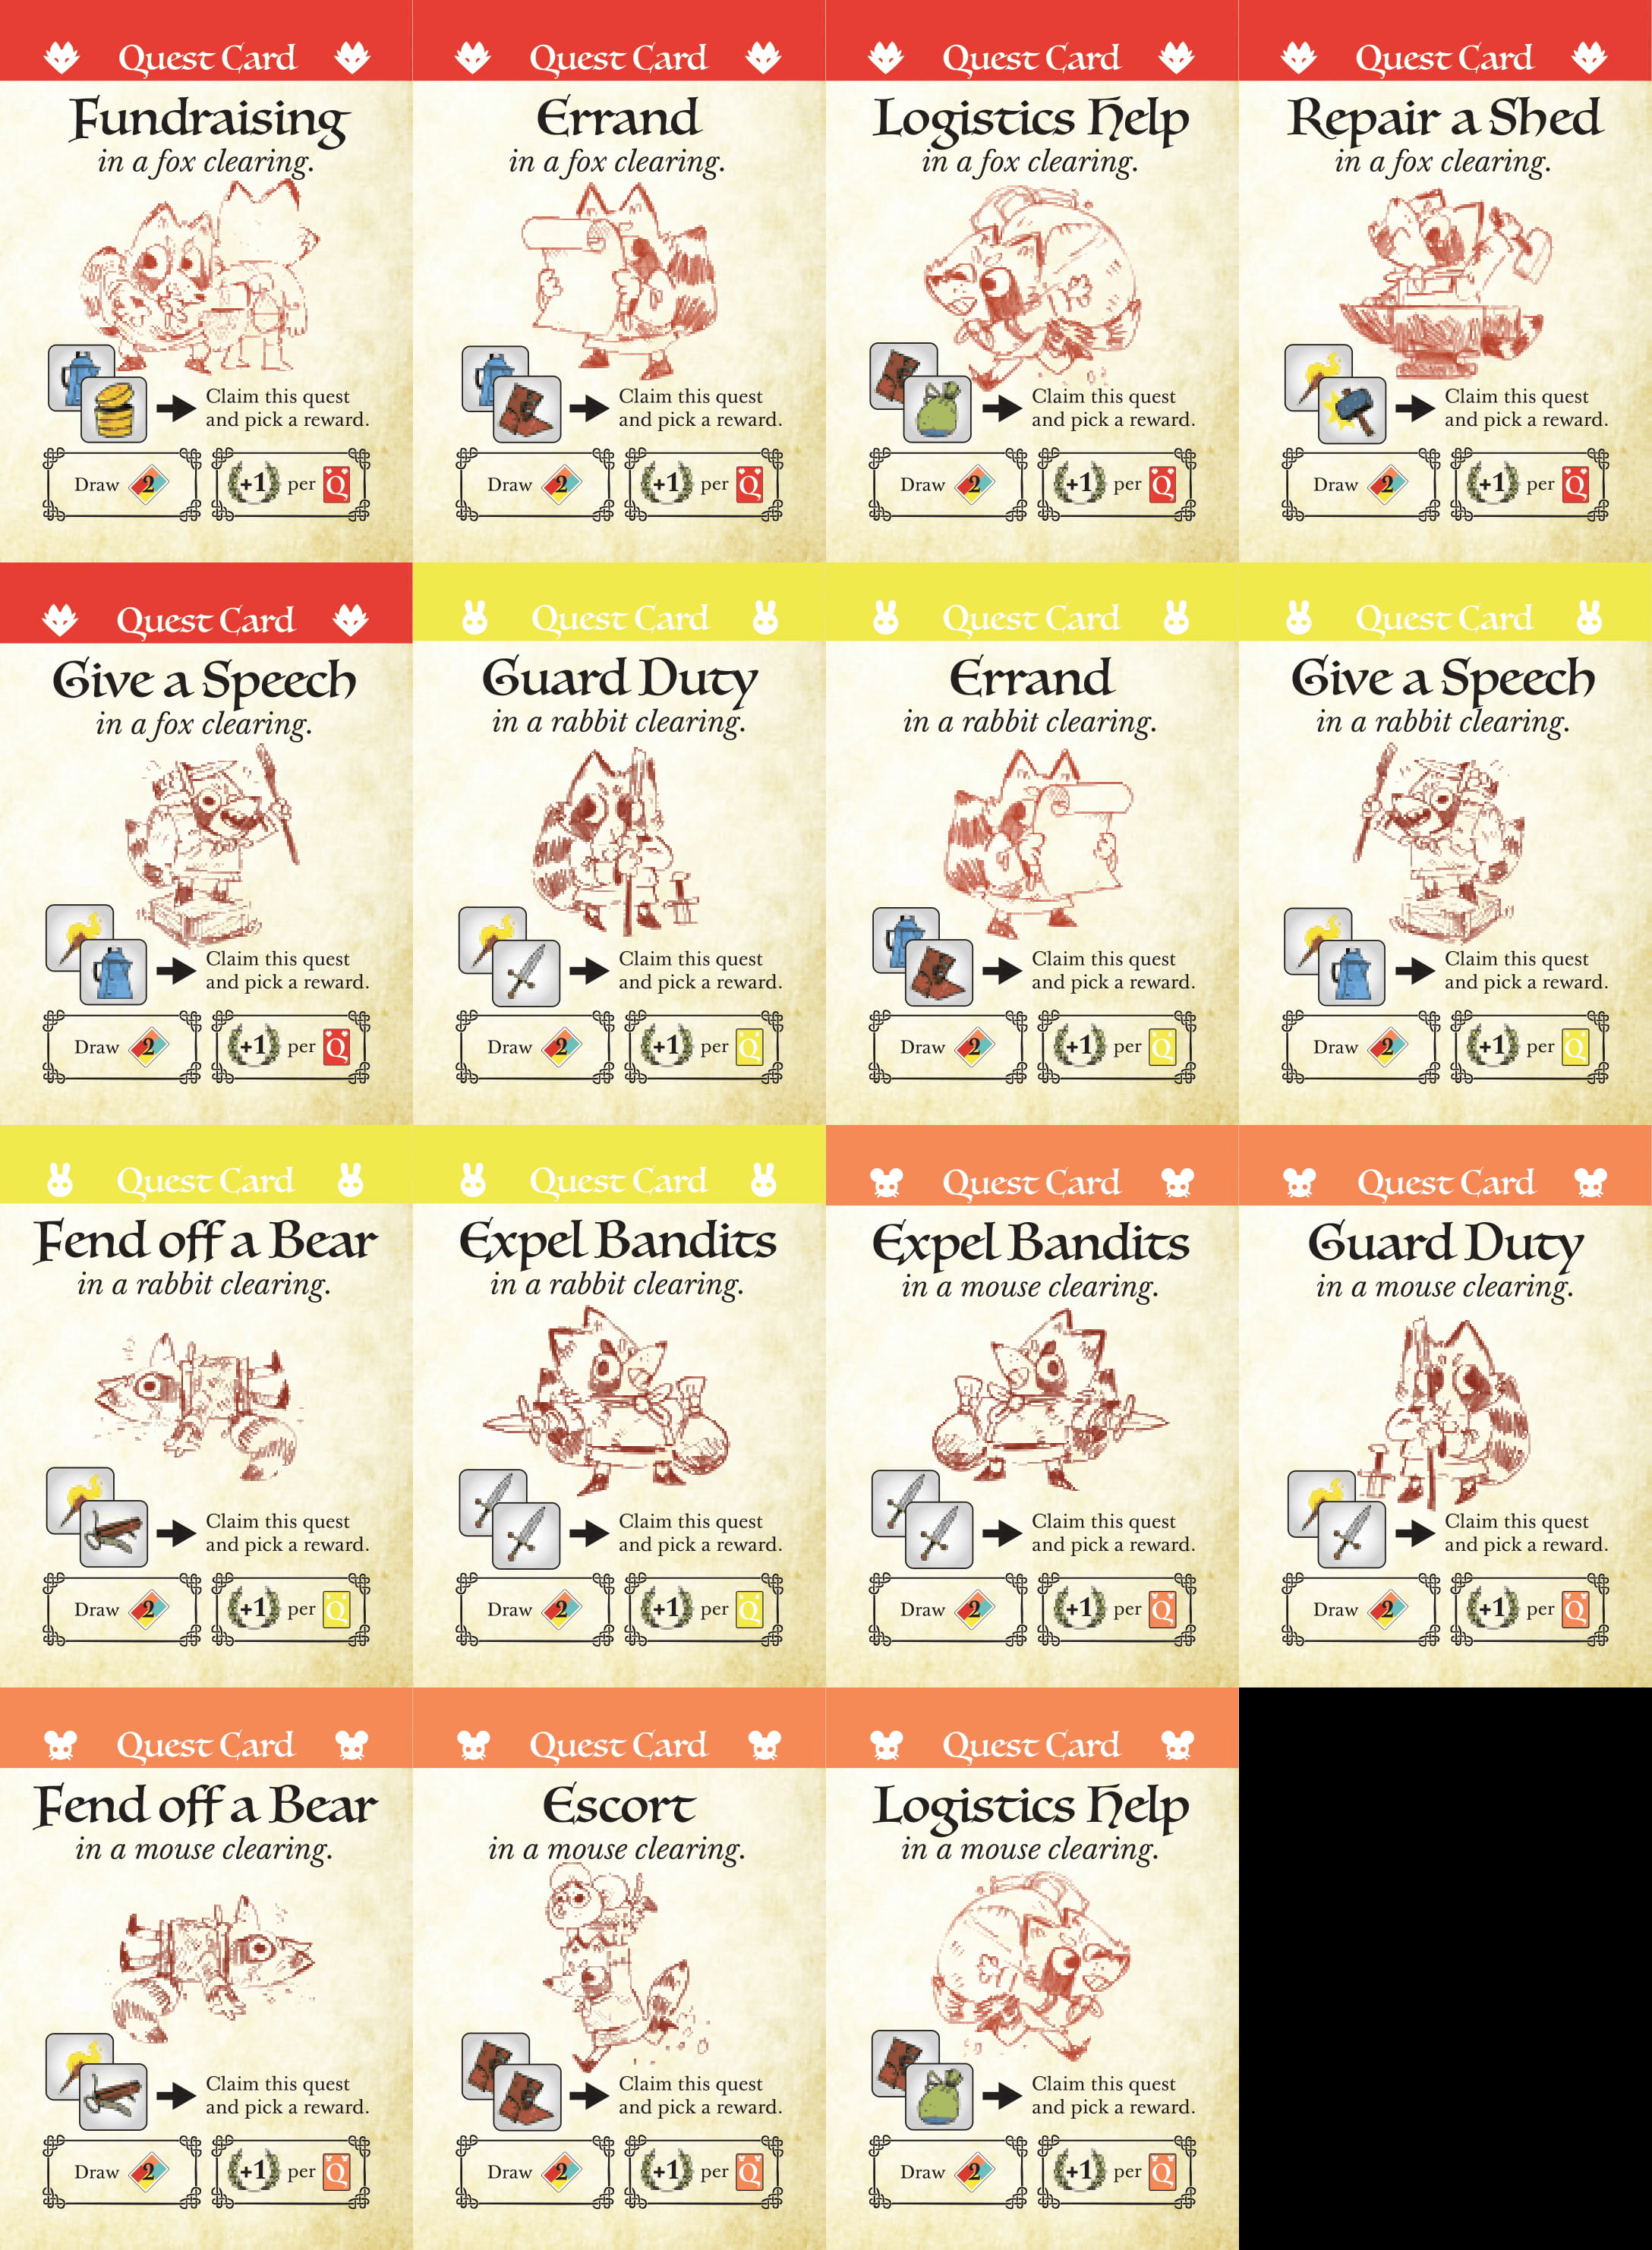 Quest Card
Fundraising
in a fox clearing.
Claim this quest
and pick a reward.
Draw 2
+1 per Q
Quest Card
Errand
in a fox clearing.
Claim this quest
and pick a reward.
Draw 2
+1 per Q
Quest Card
Logistics Help
in a fox clearing.
Claim this quest
and pick a reward.
Draw 2
+1 per Q
Quest Card
Repair a Shed
in a fox clearing.
Claim this quest
and pick a reward.
Draw 2
+1 per Q
Quest Card
Give a Speech
in a fox clearing.
Claim this quest
and pick a reward.
Draw 2
+1 per Q
Quest Card
Guard Duty
in a rabbit clearing.
Claim this quest
and pick a reward.
Draw 2
+1 per Q
Quest Card
Errand
in a rabbit clearing.
Claim this quest
and pick a reward.
Draw 2
+1 per Q
Quest Card
Give a Speech
in a rabbit clearing.
Claim this quest
and pick a reward.
Draw 2
+1 per Q
Quest Card
Fend off a Bear
in a rabbit clearing.
Claim this quest
and pick a reward.
Draw 2
+1 per Q
Quest Card
Expel Bandits
in a rabbit clearing.
Claim this quest
and pick a reward.
Draw 2
+1 per Q
Quest Card
Expel Bandits
in a mouse clearing.
Claim this quest
and pick a reward.
Draw 2
+1 per Q
Quest Card
Guard Duty
in a mouse clearing.
Claim this quest
and pick a reward.
Draw 2
+1 per Q
Quest Card
Fend off a Bear
in a mouse clearing.
Claim this quest
and pick a reward.
Draw 2
+1 per Q
Quest Card
Escort
in a mouse clearing.
Claim this quest
and pick a reward.
Draw 2
+1 per Q
Quest Card
Logistics Help
in a mouse clearing.
Claim this quest
and pick a reward.
Draw 2
+1 per Q